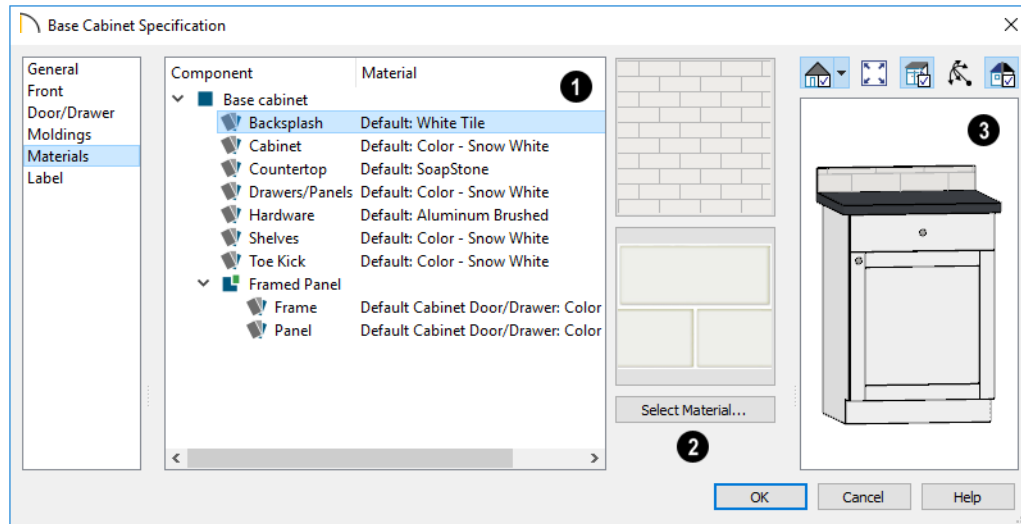 Base Cabinet Specification
General
Front
Door/Drawer
Moldings
Materials
Label
Component Material
1
Base cabinet
Backsplash Default: White Tile
Cabinet Default: Color - Snow White
Countertop Default: SoapStone
Drawers/Panels Default: Color - Snow White
Hardware Default: Aluminum Brushed
Shelves Default: Color - Snow White
Toe Kick Default: Color - Snow White
Framed Panel
Frame Default Cabinet Door/Drawer: Color
Panel Default Cabinet Door/Drawer: Color
Select Material...
2
3
OK Cancel Help